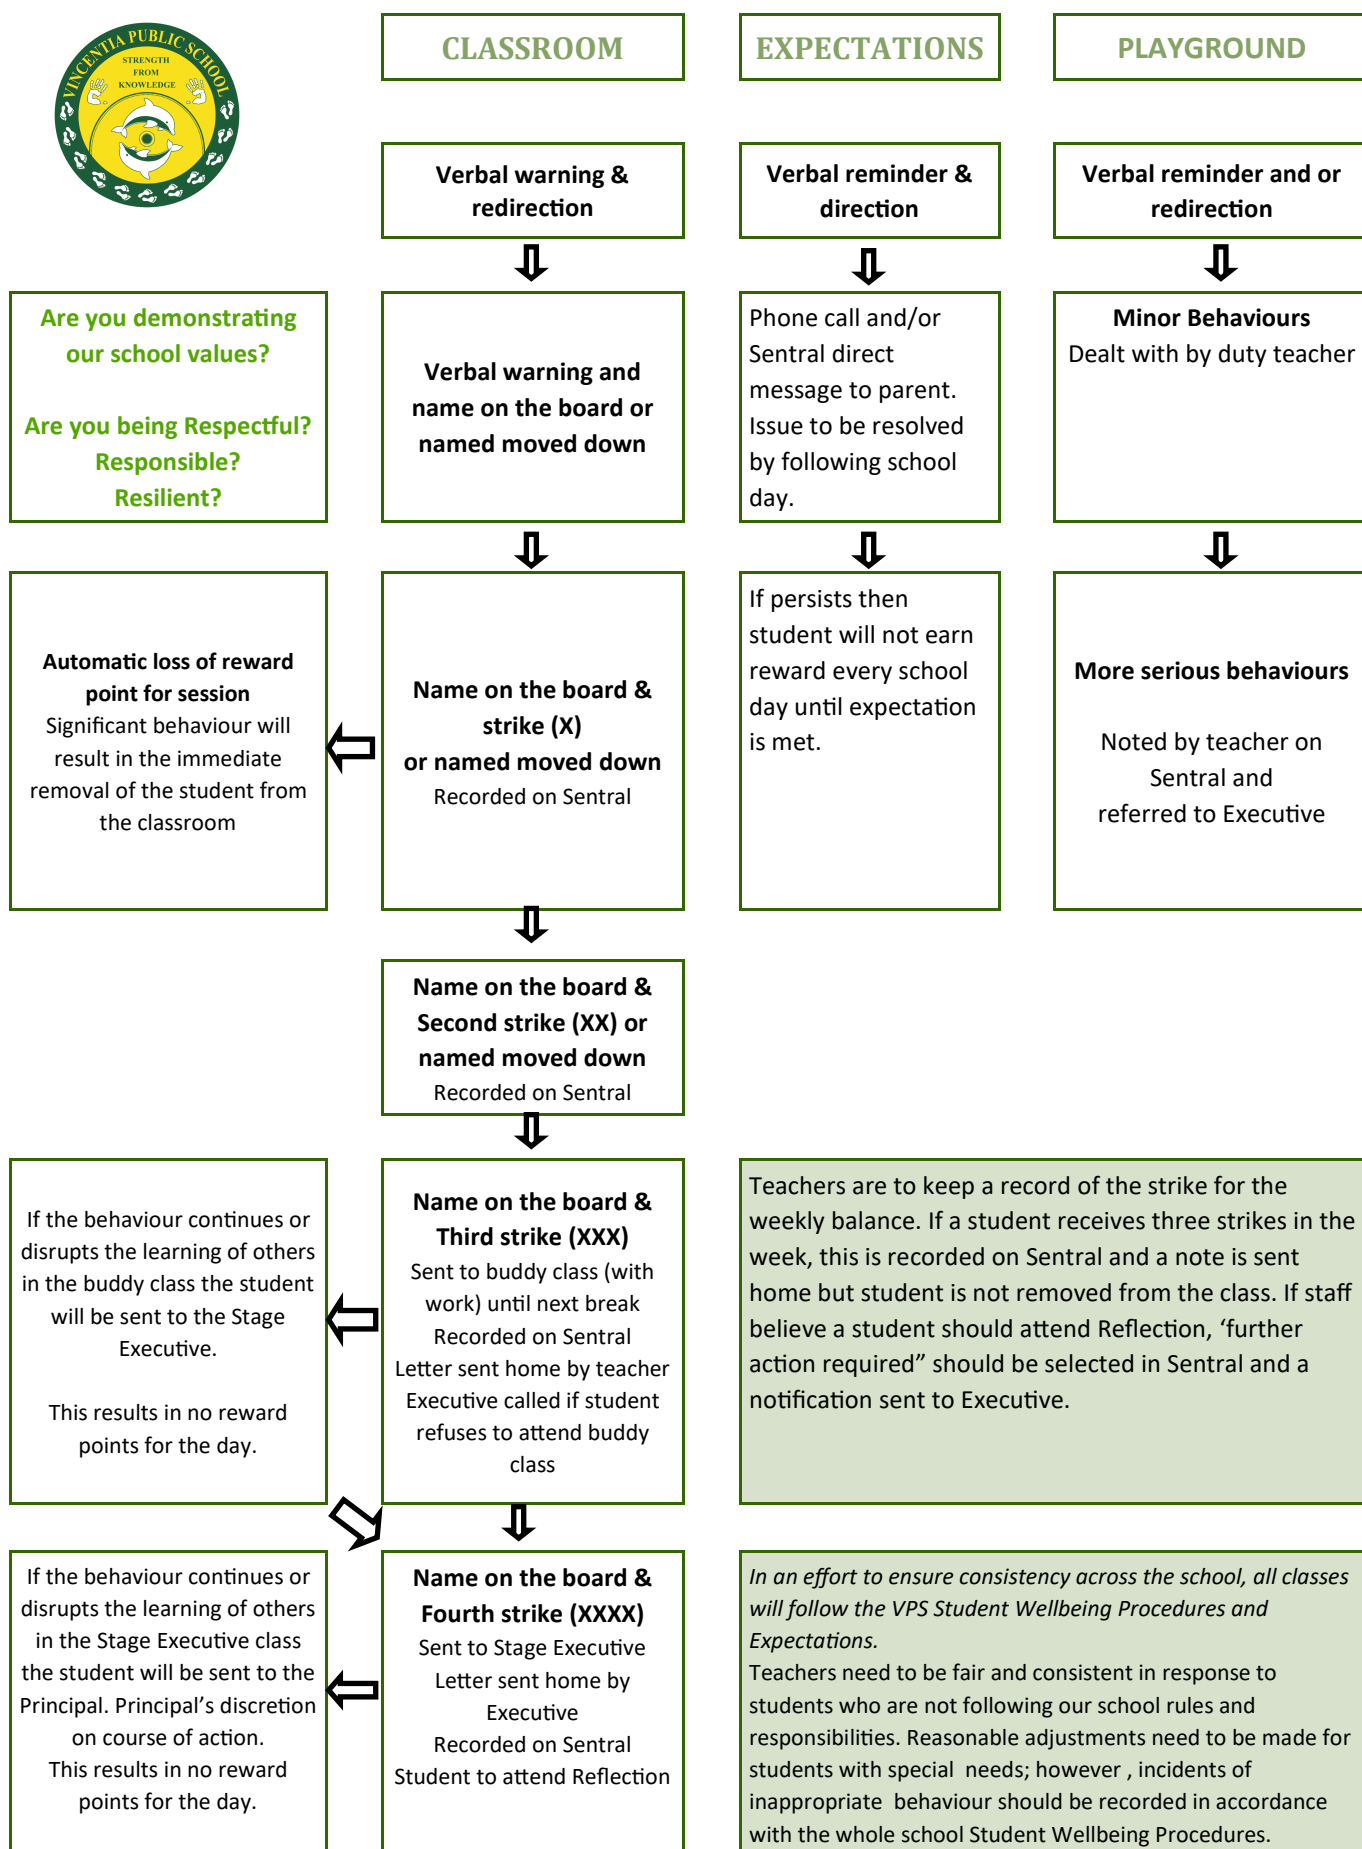 VINCENTIA PUBLIC SCHOOL
STRENGTH
FROM
KNOWLEDGE
CLASSROOM
EXPECTATIONS
PLAYGROUND
Verbal warning &
redirection
Verbal reminder &
direction
Verbal reminder and or
redirection
Are you demonstrating
our school values?
Are you being Respectful?
Responsible?
Resilient?
Verbal warning and
name on the board or
named moved down
Phone call and/or
Sentral direct
message to parent.
Issue to be resolved
by following school
day.
Minor Behaviours
Dealt with by duty teacher
Automatic loss of reward
point for session
Significant behaviour will
result in the immediate
removal of the student from
the classroom
Name on the board &
strike (X)
or named moved down
Recorded on Sentral
If persists then
student will not earn
reward every school
day until expectation
is met.
More serious behaviours
Noted by teacher on
Sentral and
referred to Executive
Name on the board &
Second strike (XX) or
named moved down
Recorded on Sentral
If the behaviour continues or
disrupts the learning of others
in the buddy class the student
will be sent to the Stage
Executive.
This results in no reward
points for the day.
Name on the board &
Third strike (XXX)
Sent to buddy class (with
work) until next break
Recorded on Sentral
Letter sent home by teacher
Executive called if student
refuses to attend buddy
class
Teachers are to keep a record of the strike for the
weekly balance. If a student receives three strikes in the
week, this is recorded on Sentral and a note is sent
home but student is not removed from the class. If staff
believe a student should attend Reflection, ‘further
action required” should be selected in Sentral and a
notification sent to Executive.
If the behaviour continues or
disrupts the learning of others
in the Stage Executive class
the student will be sent to the
Principal. Principal’s discretion
on course of action.
This results in no reward
points for the day.
Name on the board &
Fourth strike (XXXX)
Sent to Stage Executive
Letter sent home by
Executive
Recorded on Sentral
Student to attend Reflection
In an effort to ensure consistency across the school, all classes
will follow the VPS Student Wellbeing Procedures and
Expectations.
Teachers need to be fair and consistent in response to
students who are not following our school rules and
responsibilities. Reasonable adjustments need to be made for
students with special  needs; however , incidents of
inappropriate  behaviour should be recorded in accordance
with the whole school Student Wellbeing Procedures.